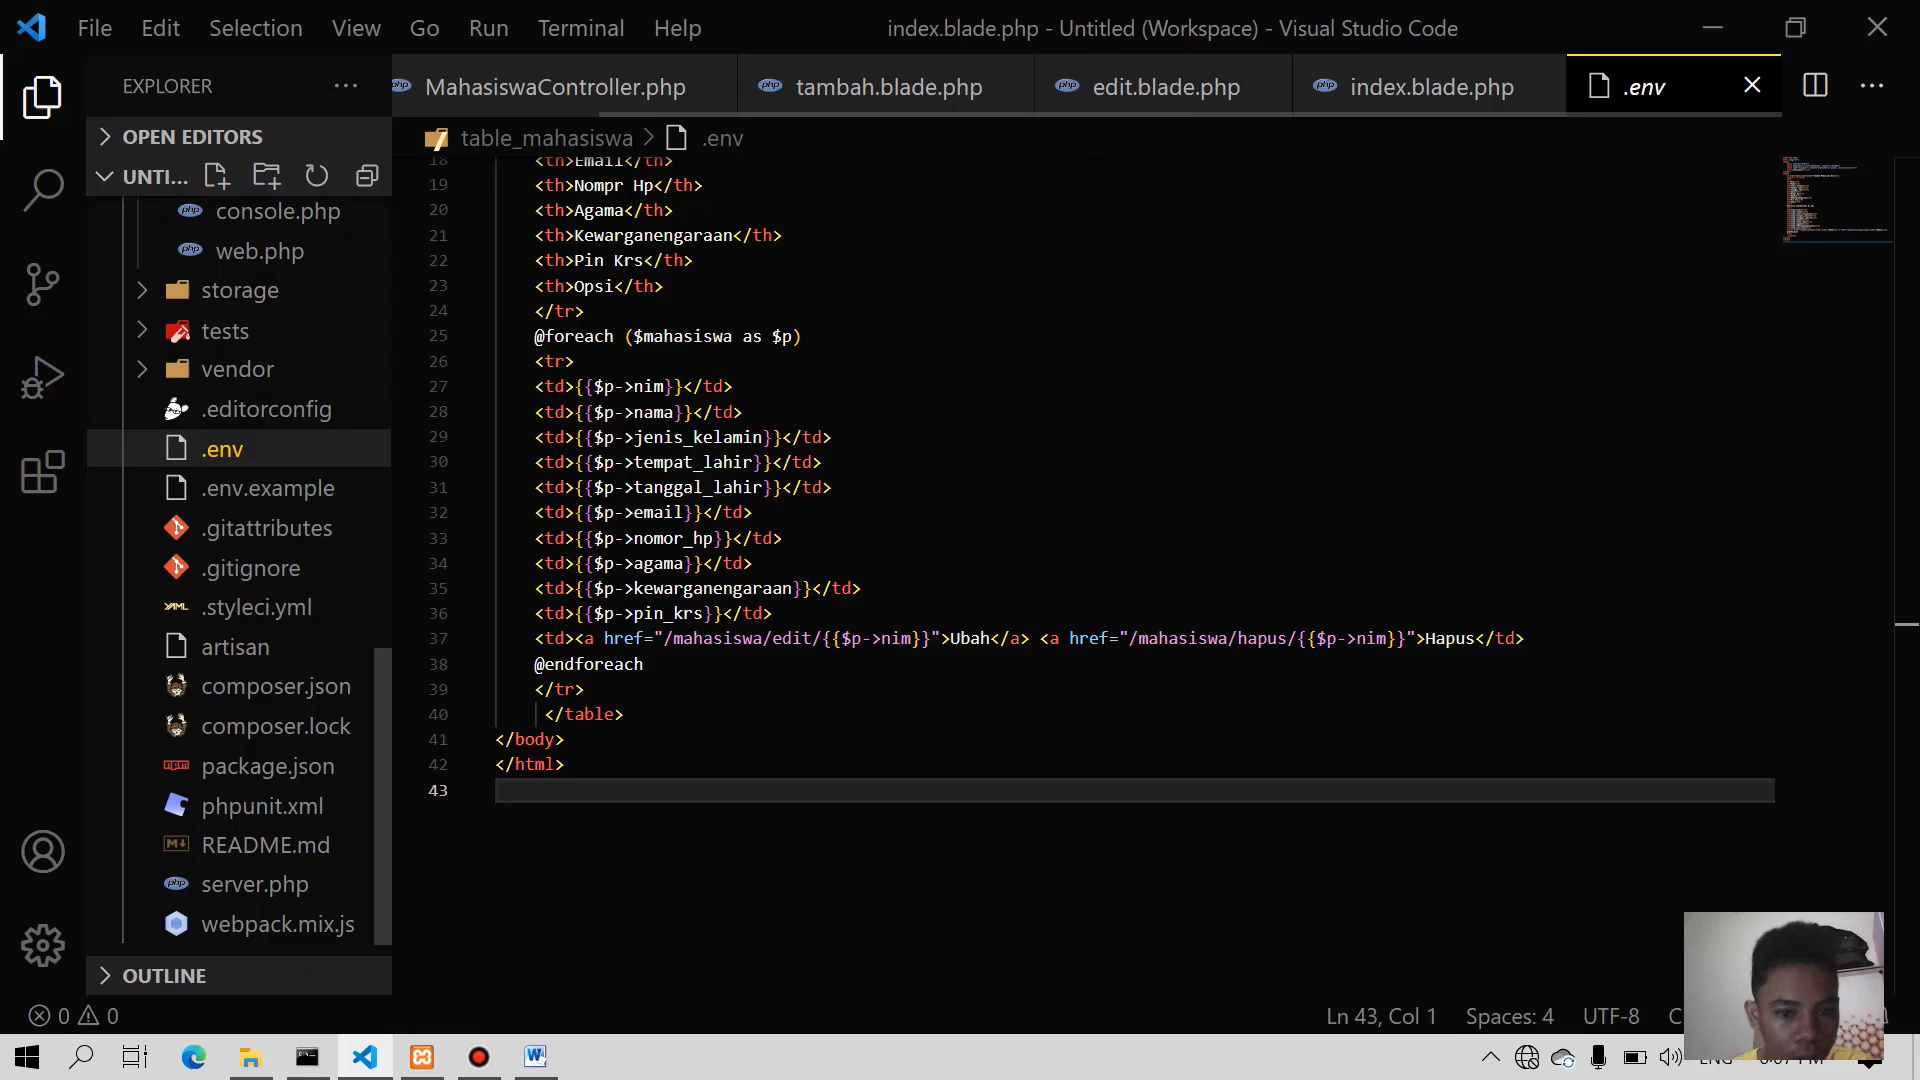 File Edit Selection View Go Run Terminal Help
index.blade.php - Untitled (Workspace) - Visual Studio Code
EXPLORER
MahasiswaController.php
tambah.blade.php
edit.blade.php
index.blade.php
.env
OPEN EDITORS
UNTI...
table_mahasiswa > .env
console.php
web.php
storage
tests
vendor
.editorconfig
.env
.env.example
.gitattributes
.gitignore
.styleci.yml
artisan
composer.json
composer.lock
package.json
phpunit.xml
README.md
server.php
webpack.mix.js
OUTLINE
18 <th>Email</th>
19 <th>Nompr Hp</th>
20 <th>Agama</th>
21 <th>Kewarganengaraan</th>
22 <th>Pin Krs</th>
23 <th>Opsi</th>
24 </tr>
25 @foreach ($mahasiswa as $p)
26 <tr>
27 <td>{{$p->nim}}</td>
28 <td>{{$p->nama}}</td>
29 <td>{{$p->jenis_kelamin}}</td>
30 <td>{{$p->tempat_lahir}}</td>
31 <td>{{$p->tanggal_lahir}}</td>
32 <td>{{$p->email}}</td>
33 <td>{{$p->nomor_hp}}</td>
34 <td>{{$p->agama}}</td>
35 <td>{{$p->kewarganengaraan}}</td>
36 <td>{{$p->pin_krs}}</td>
37 <td><a href="/mahasiswa/edit/{{$p->nim}}">Ubah</a> <a href="/mahasiswa/hapus/{{$p->nim}}">Hapus</td>
38 @endforeach
39 </tr>
40 </table>
41 </body>
42 </html>
43
0 0
Ln 43, Col 1 Spaces: 4 UTF-8